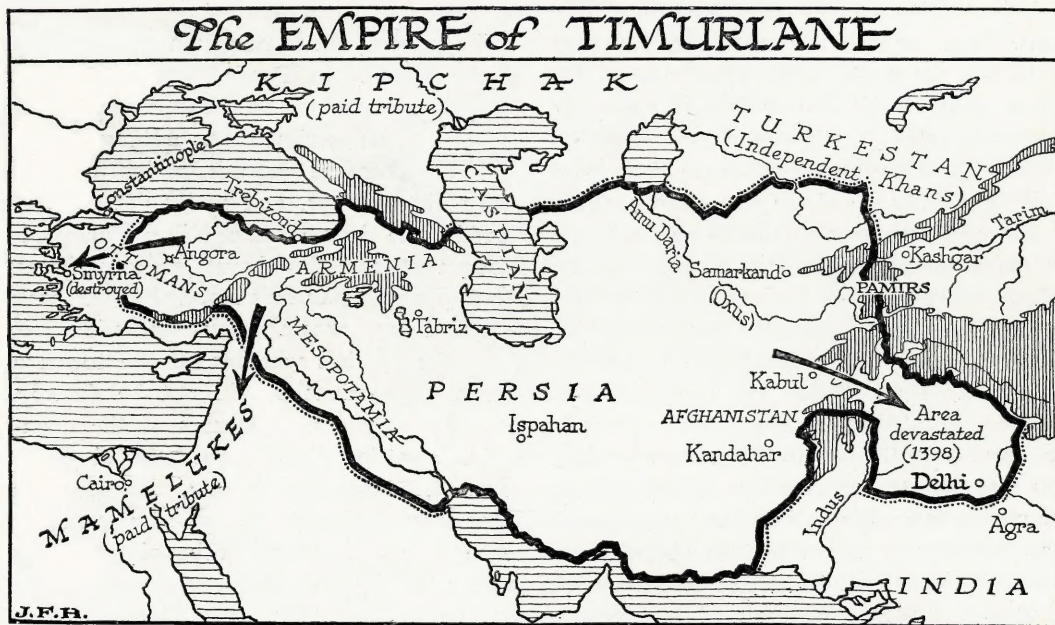 The EMPIRE of TIMURLANE
KIPCHAK
(paid tribute)
TURKESTAN
(Independent Khans)
Constantinople
Trebizond
CASPIAN
Amu Daria
Tarim
OTTOMANS
Angora
Smyrna
(destroyed)
ARMENIA
Tabriz
Samarkand
(Oxus)
Kashgar
PAMIRS
MESOPOTAMIA
PERSIA
Ispahan
Kabul
AFGHANISTAN
Kandahar
Area
devastated
(1398)
Delhi
Agra
Indus
INDIA
Cairo
MAMELUKES
(paid tribute)
J.F.H.